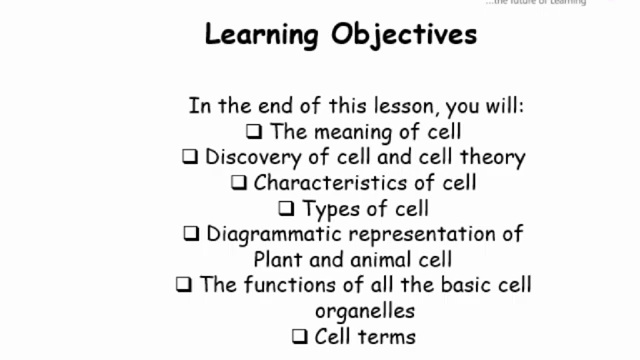 ...the future of Learning
Learning Objectives
In the end of this lesson, you will:
❑ The meaning of cell
❑ Discovery of cell and cell theory
❑ Characteristics of cell
❑ Types of cell
❑ Diagrammatic representation of
Plant and animal cell
❑ The functions of all the basic cell
organelles
❑ Cell terms